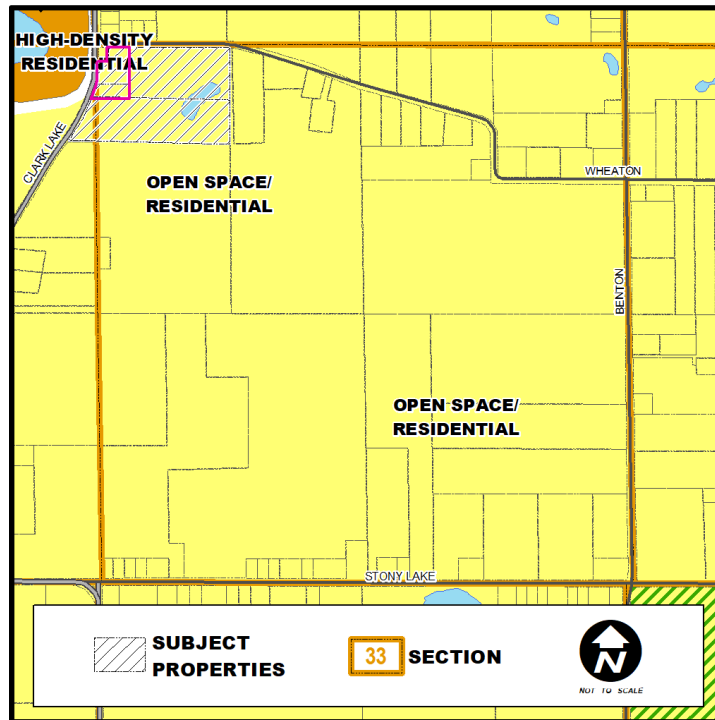 HIGH-DENSITY
RESIDENTIAL
CLARK LAKE
OPEN SPACE/
RESIDENTIAL
WHEATON
BENTON
OPEN SPACE/
RESIDENTIAL
STONY LAKE
SUBJECT
PROPERTIES
33
SECTION
N
NOT TO SCALE